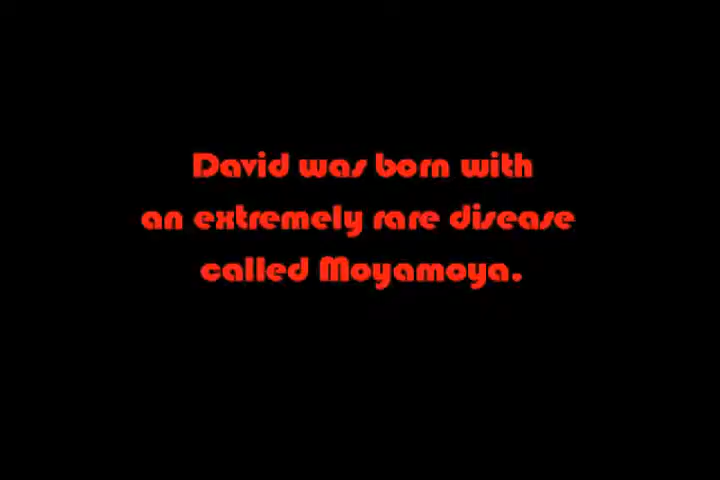 David was born with
an extremely rare disease
called Moyamoya.